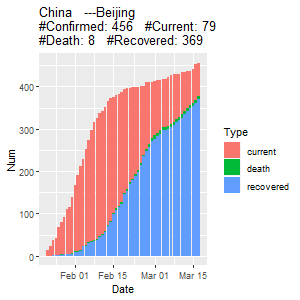 China   ---Beijing
#Confirmed: 456   #Current: 79
#Death: 8   #Recovered: 369
400
300
200
100
0
Num
Feb 01
Feb 15
Mar 01
Mar 15
Date
Type
current
death
recovered